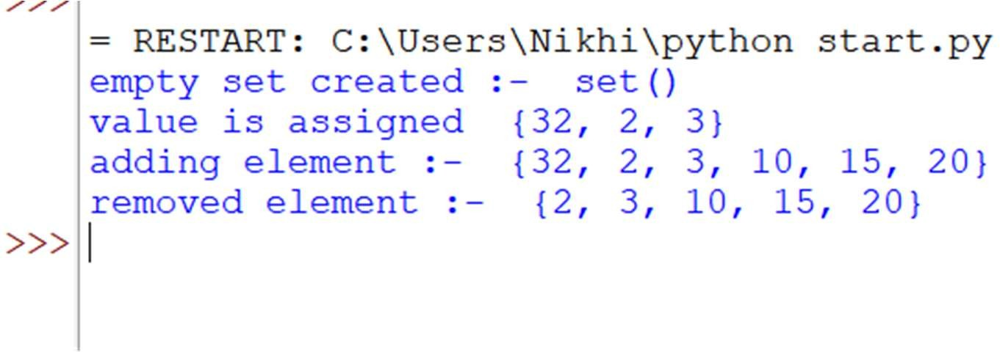 >>>
= RESTART: C:\Users\Nikhi\python start.py
empty set created :-  set()
value is assigned  {32, 2, 3}
adding element :-  {32, 2, 3, 10, 15, 20}
removed element :-  {2, 3, 10, 15, 20}
>>>